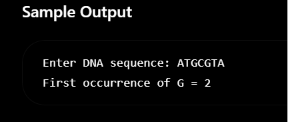 Sample Output
Enter DNA sequence: ATGCGTA
First occurrence of G = 2